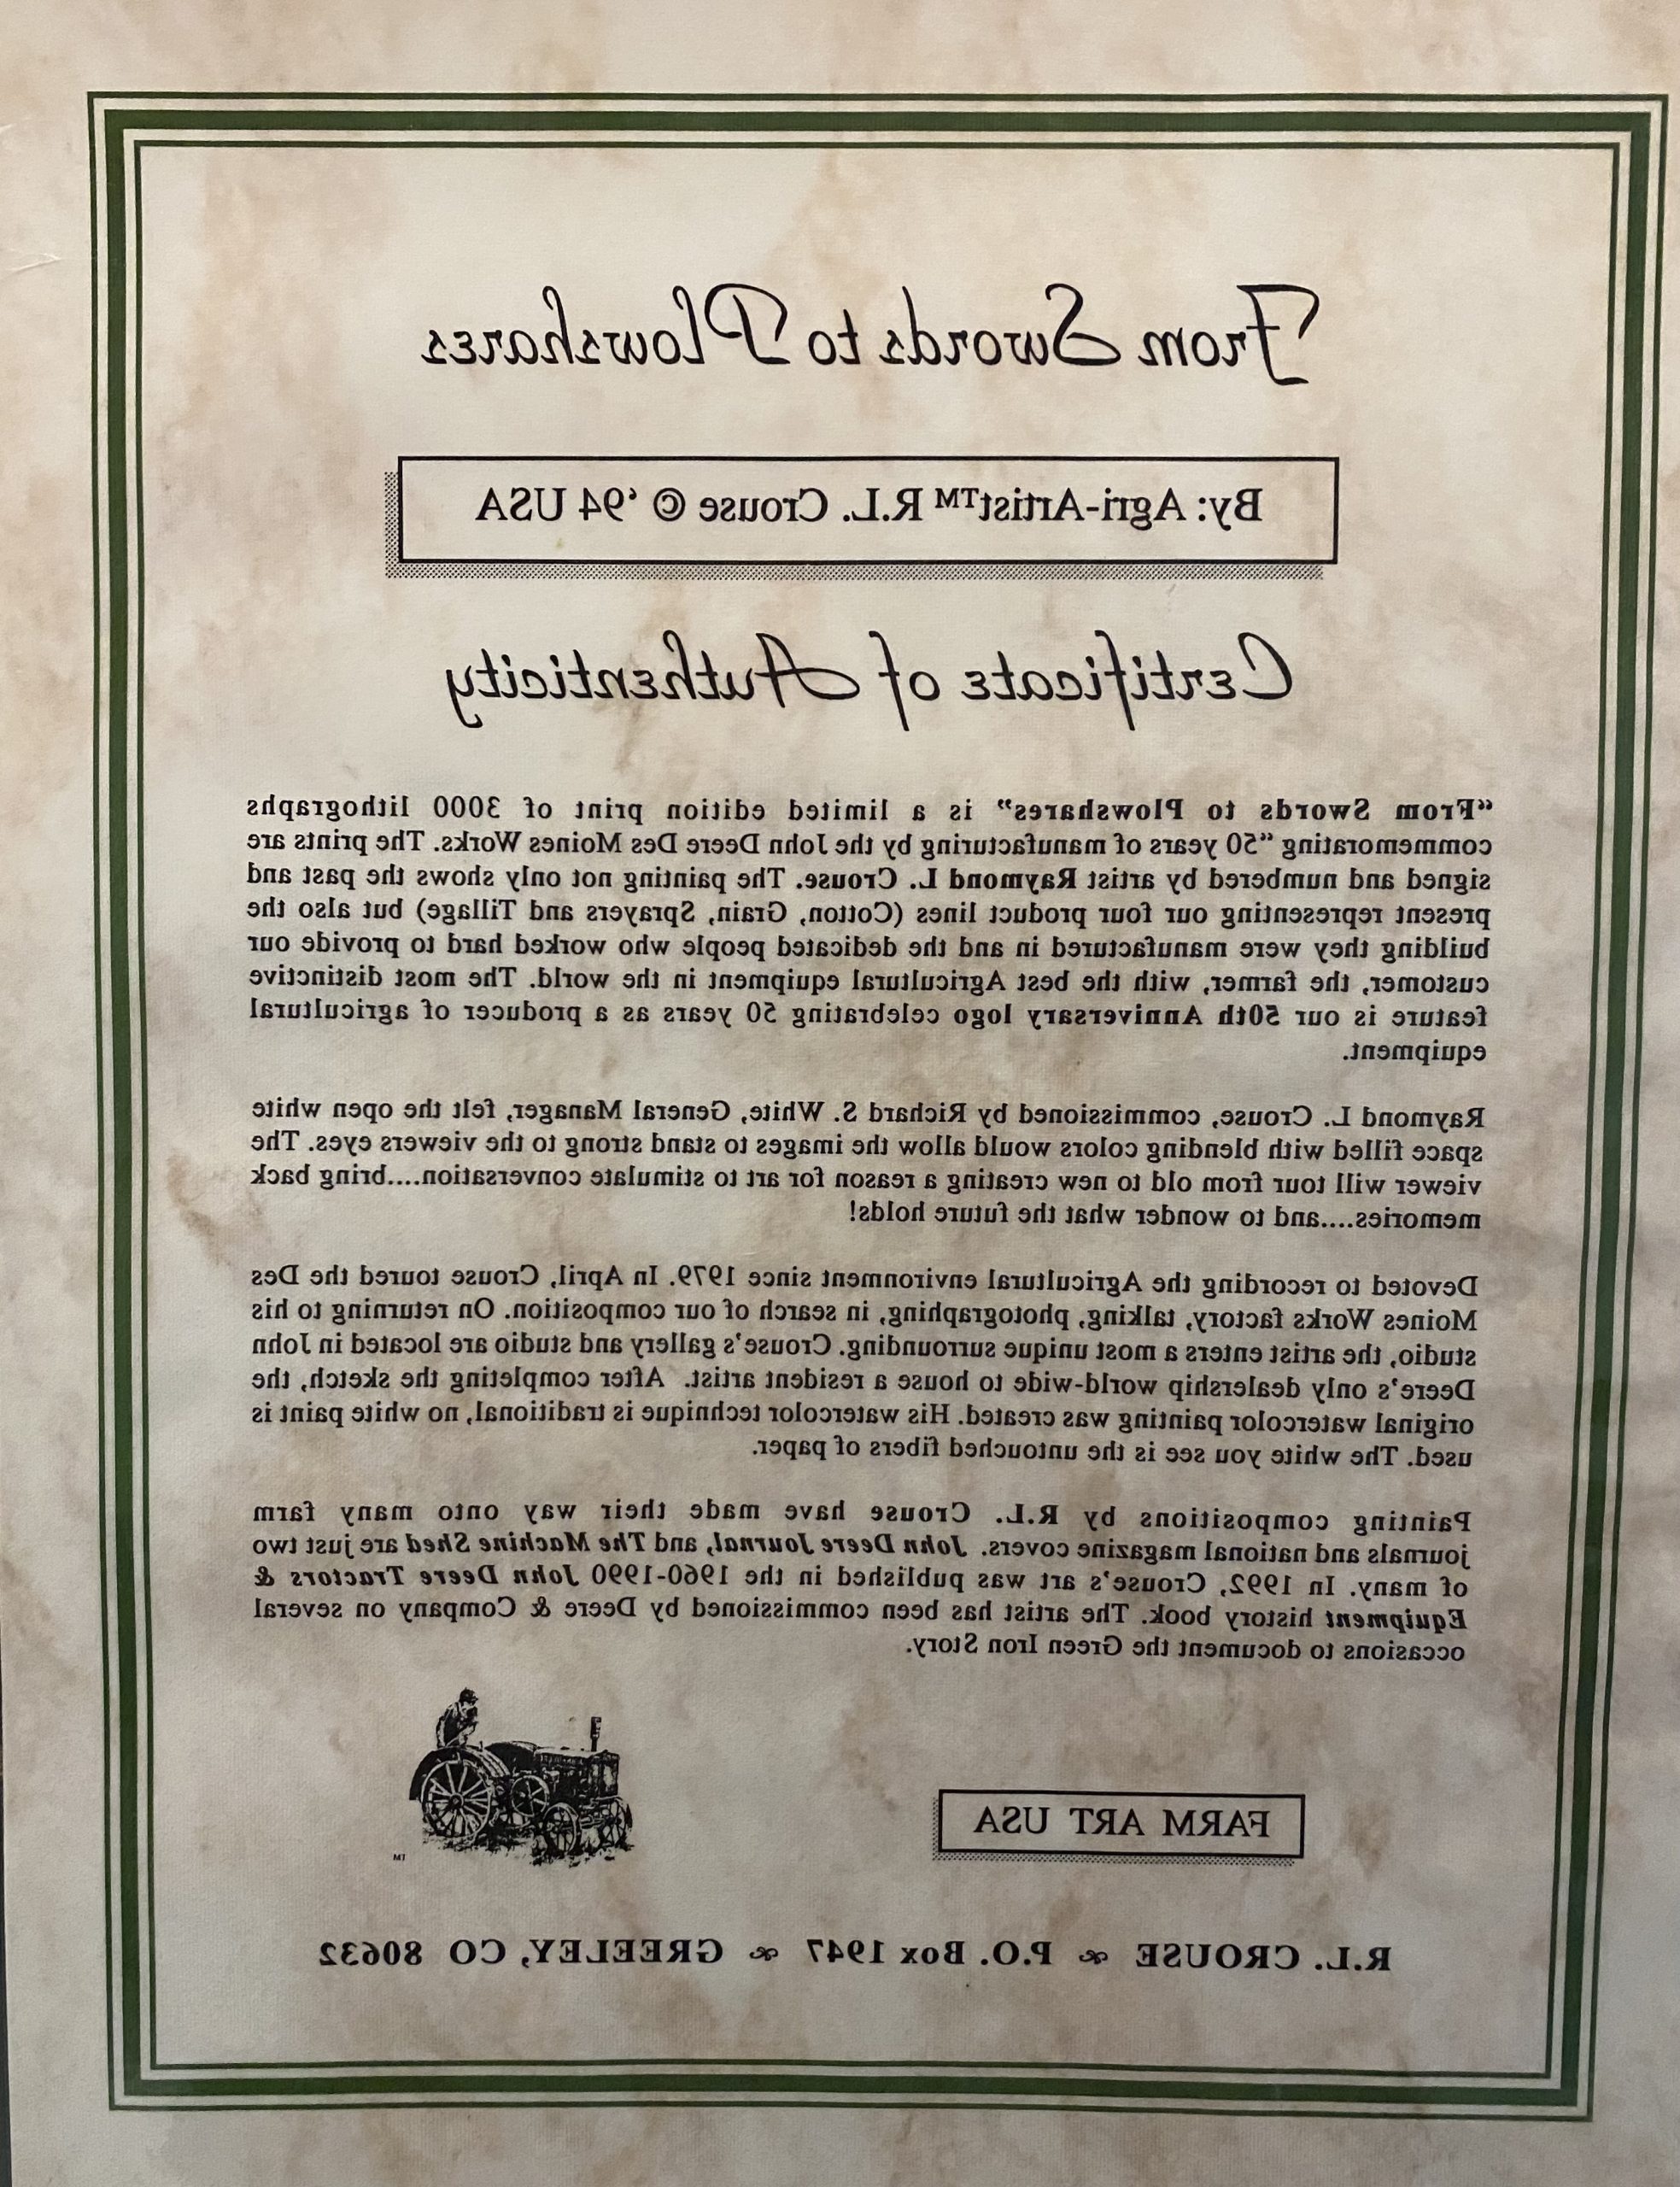 From Swords to Plowshares
By: Agri-Artist™ R.L. Crouse © ‘94 USA
Certificate of Authenticity
“From Swords to Plowshares” is a limited edition print of 3000 lithographs
commemorating “50 years of manufacturing by the John Deere Des Moines Works. The prints are
signed and numbered by artist Raymond L. Crouse. The painting not only shows the past and
present representing our four product lines (Cotton, Grain, Sprayers and Tillage) but also the
building they were manufactured in and the dedicated people who worked hard to provide our
customer, the farmer, with the best Agricultural equipment in the world. The most distinctive
feature is our 50th Anniversary logo celebrating 50 years as a producer of agricultural
equipment.
Raymond L. Crouse, commissioned by Richard S. White, General Manager, felt the open white
space filled with blending colors would allow the images to stand strong to the viewers eyes. The
viewer will tour from old to new creating a reason for art to stimulate conversation....bring back
memories....and to wonder what the future holds!
Devoted to recording the Agricultural environment since 1979. In April, Crouse toured the Des
Moines Works factory, talking, photographing, in search of our composition. On returning to his
studio, the artist enters a most unique surrounding. Crouse's gallery and studio are located in John
Deere's only dealership world-wide to house a resident artist. After completing the sketch, the
original watercolor painting was created. His watercolor technique is traditional, no white paint is
used. The white you see is the untouched fibers of paper.
Painting compositions by R.L. Crouse have made their way onto many farm
journals and national magazine covers. John Deere Journal, and The Machine Shed are just two
of many. In 1992, Crouse's art was published in the 1960-1990 John Deere Tractors &
Equipment history book. The artist has been commissioned by Deere & Company on several
occasions to document the Green Iron Story.
FARM ART USA
TM
R.L. CROUSE P.O. Box 1947 GREELEY, CO 80632